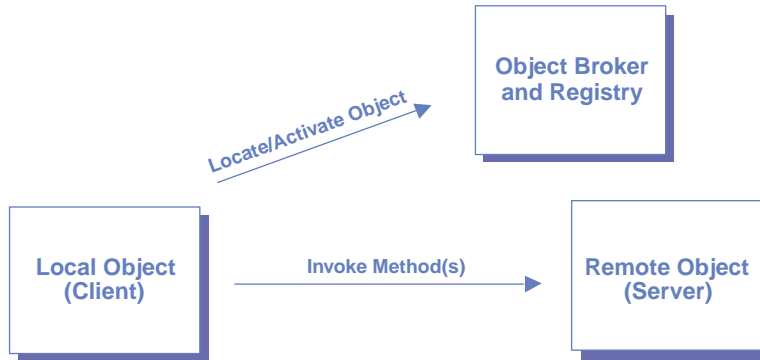 Object Broker
and Registry
Locate/Activate Object
Local Object
(Client)
Invoke Method(s)
Remote Object
(Server)